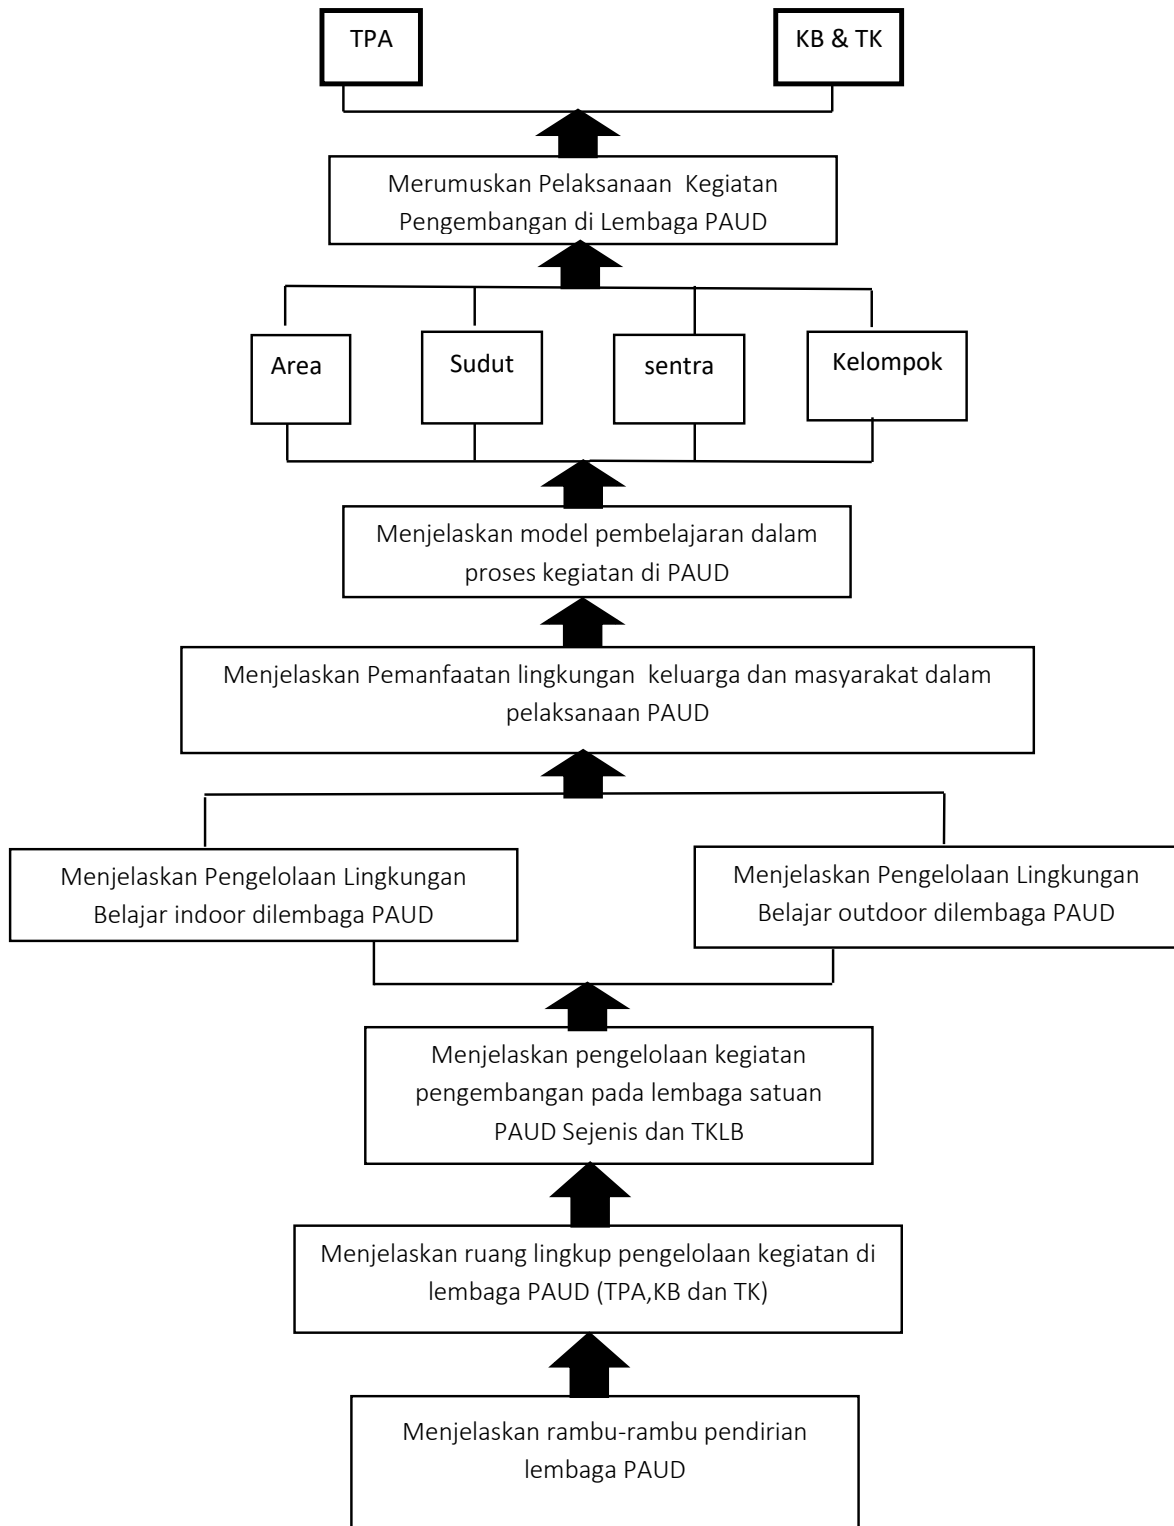 TPA
KB & TK
Merumuskan Pelaksanaan  Kegiatan
Pengembangan di Lembaga PAUD
Area
Sudut
sentra
Kelompok
Menjelaskan model pembelajaran dalam
proses kegiatan di PAUD
Menjelaskan Pemanfaatan lingkungan  keluarga dan masyarakat dalam
pelaksanaan PAUD
Menjelaskan Pengelolaan Lingkungan
Belajar indoor dilembaga PAUD
Menjelaskan Pengelolaan Lingkungan
Belajar outdoor dilembaga PAUD
Menjelaskan pengelolaan kegiatan
pengembangan pada lembaga satuan
PAUD Sejenis dan TKLB
Menjelaskan ruang lingkup pengelolaan kegiatan di
lembaga PAUD (TPA,KB dan TK)
Menjelaskan rambu-rambu pendirian
lembaga PAUD